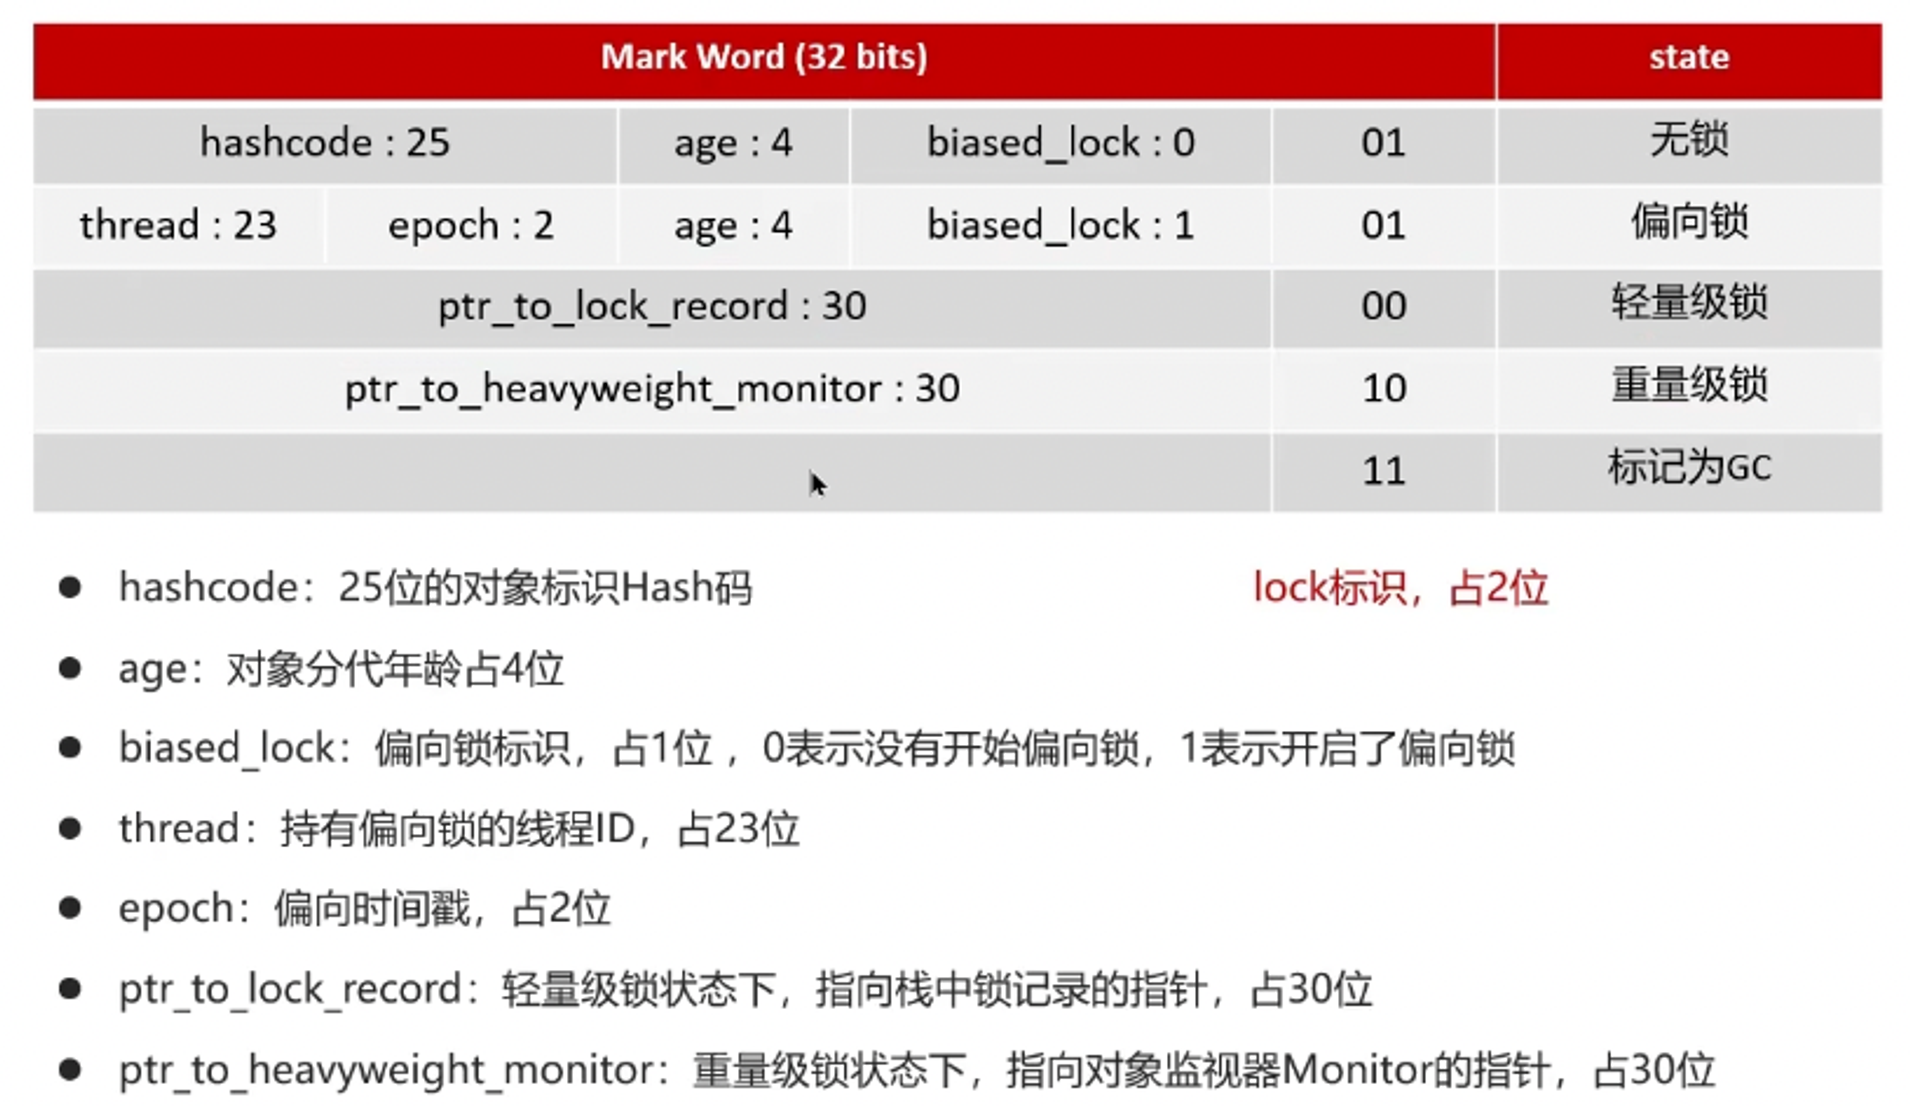 Mark Word (32 bits) state
hashcode : 25 age : 4 biased_lock : 0 01 无锁
thread : 23 epoch : 2 age : 4 biased_lock : 1 01 偏向锁
ptr_to_lock_record : 30 00 轻量级锁
ptr_to_heavyweight_monitor : 30 10 重量级锁
11 标记为GC
● hashcode：25位的对象标识Hash码 lock标识，占2位
● age：对象分代年龄占4位
● biased_lock：偏向锁标识，占1位 ，0表示没有开始偏向锁，1表示开启了偏向锁
● thread：持有偏向锁的线程ID，占23位
● epoch：偏向时间戳，占2位
● ptr_to_lock_record：轻量级锁状态下，指向栈中锁记录的指针，占30位
● ptr_to_heavyweight_monitor：重量级锁状态下，指向对象监视器Monitor的指针，占30位